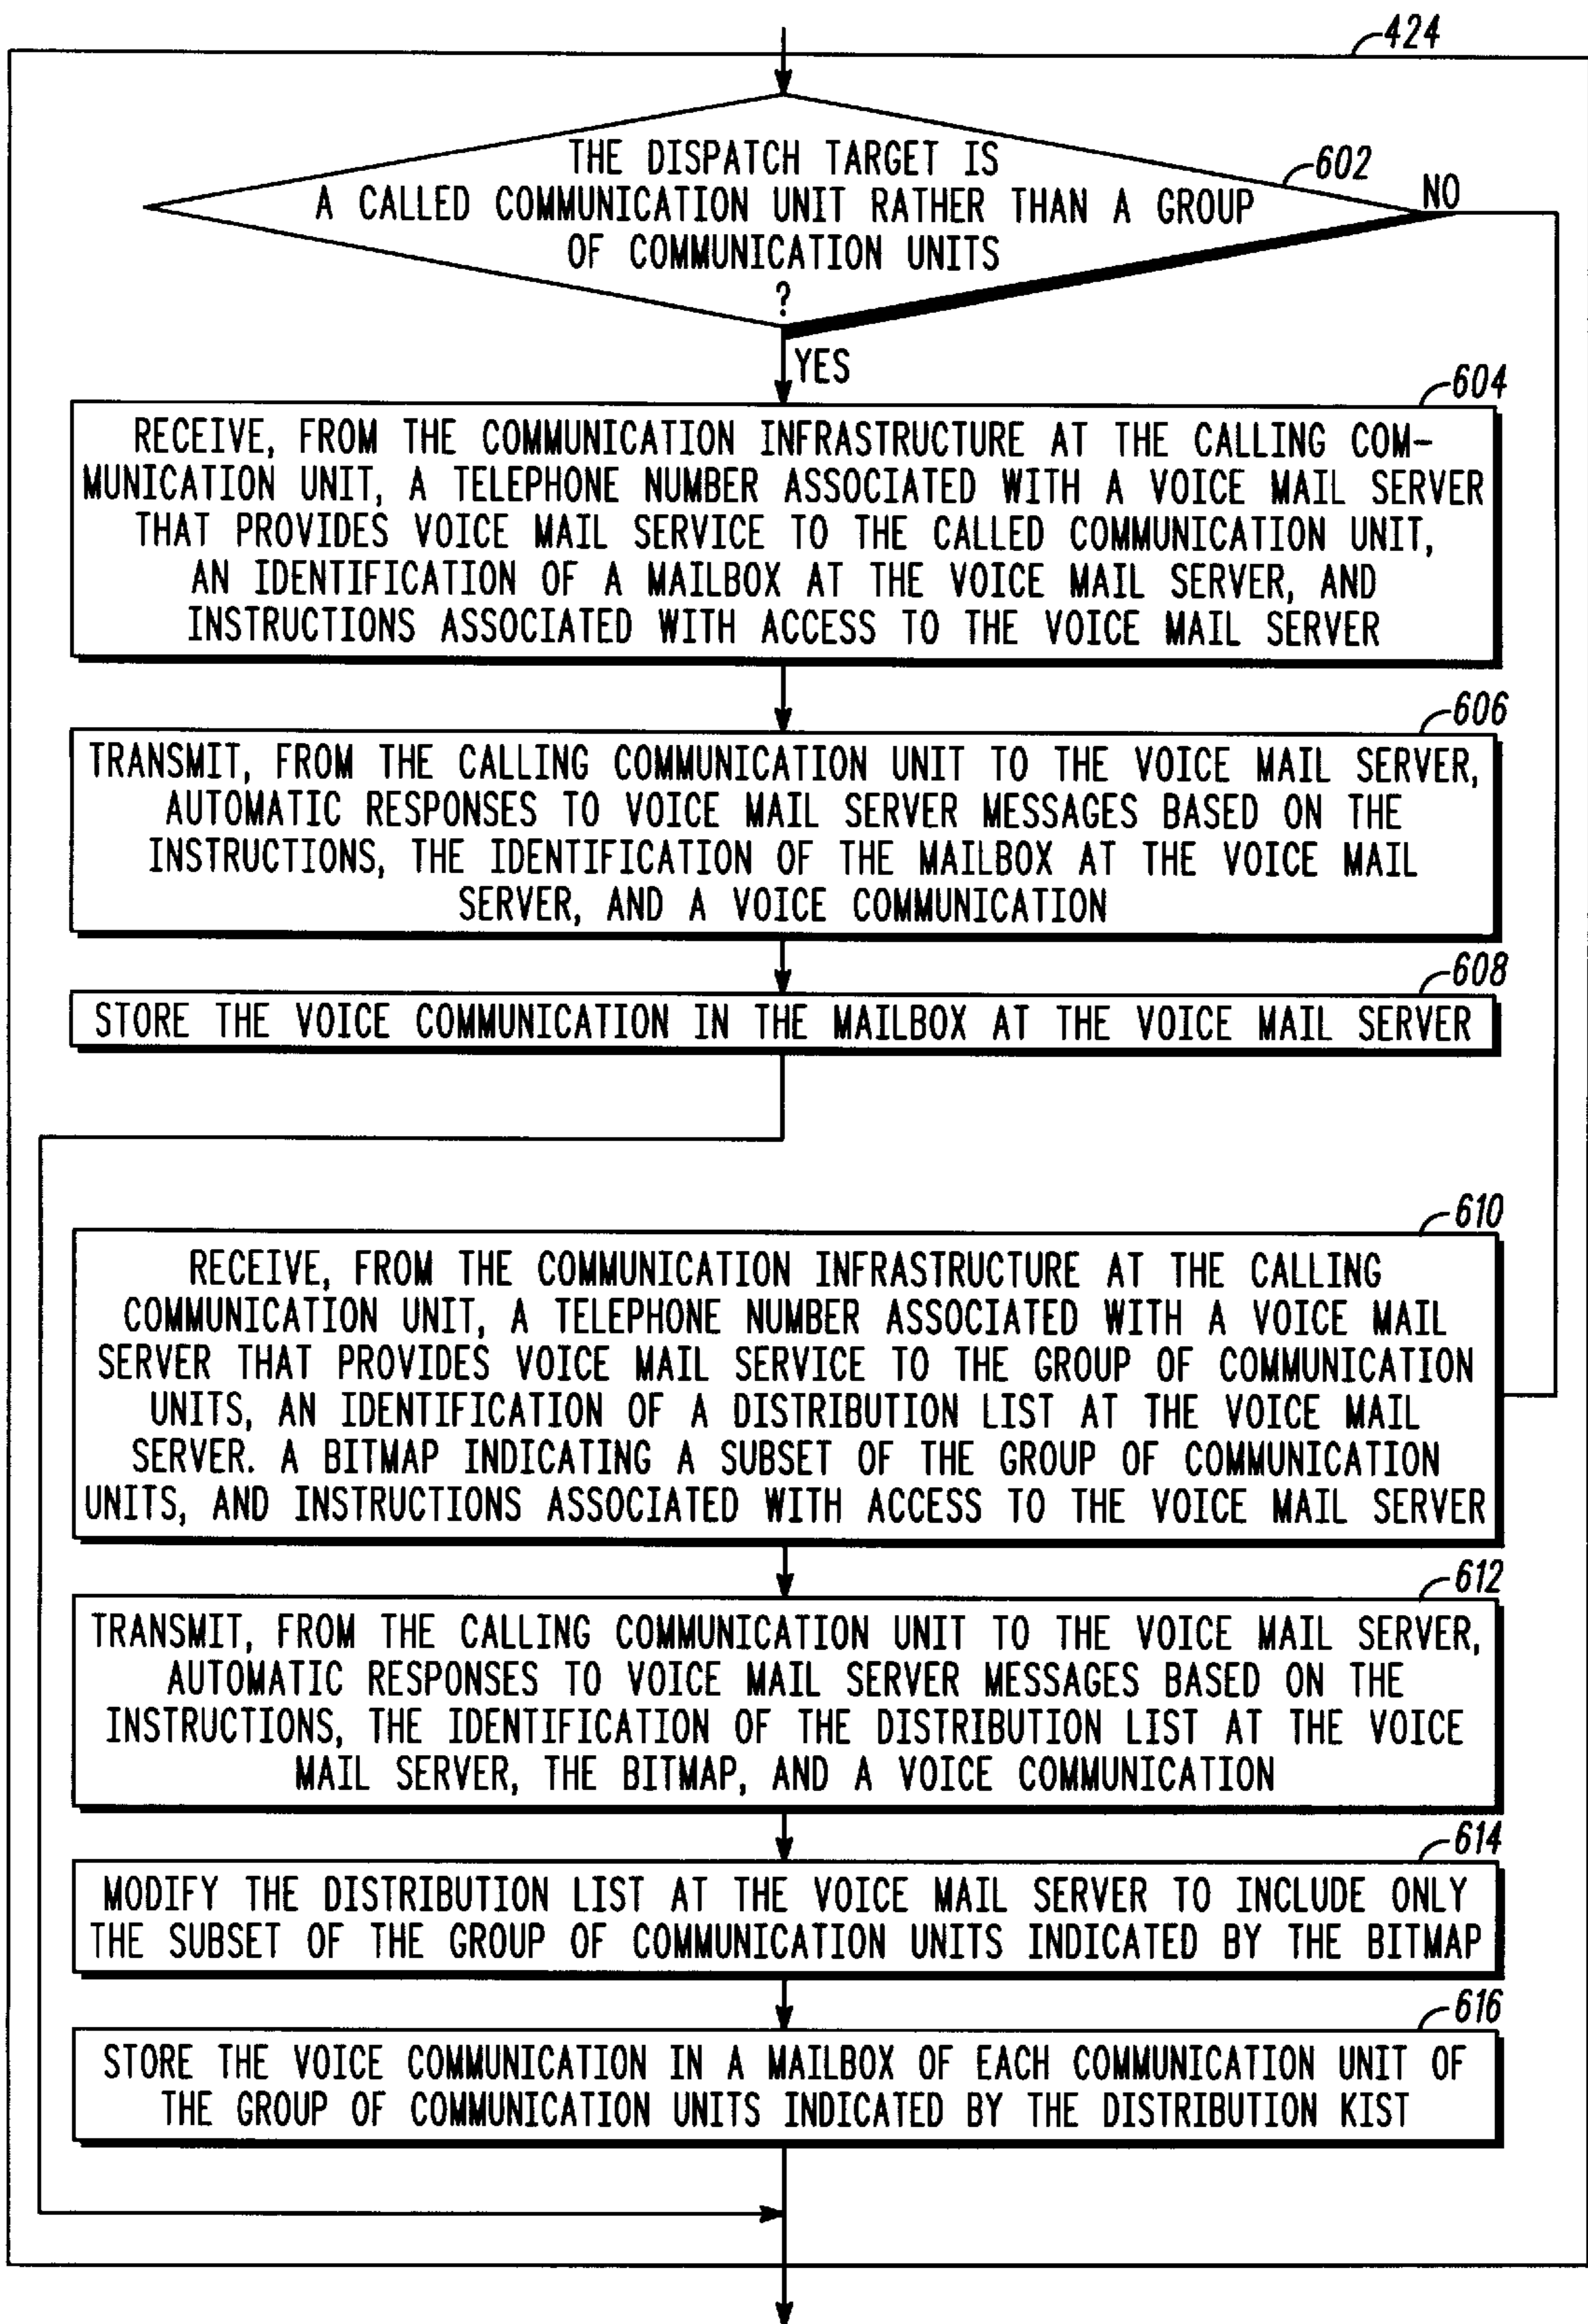 424
THE DISPATCH TARGET IS
602
A CALLED COMMUNICATION UNIT RATHER THAN A GROUP
NO
OF COMMUNICATION UNITS
?
YES
604
RECEIVE, FROM THE COMMUNICATION INFRASTRUCTURE AT THE CALLING COM-
MUNICATION UNIT, A TELEPHONE NUMBER ASSOCIATED WITH A VOICE MAIL SERVER
THAT PROVIDES VOICE MAIL SERVICE TO THE CALLED COMMUNICATION UNIT,
AN IDENTIFICATION OF A MAILBOX AT THE VOICE MAIL SERVER, AND
INSTRUCTIONS ASSOCIATED WITH ACCESS TO THE VOICE MAIL SERVER
606
TRANSMIT, FROM THE CALLING COMMUNICATION UNIT TO THE VOICE MAIL SERVER,
AUTOMATIC RESPONSES TO VOICE MAIL SERVER MESSAGES BASED ON THE
INSTRUCTIONS, THE IDENTIFICATION OF THE MAILBOX AT THE VOICE MAIL
SERVER, AND A VOICE COMMUNICATION
608
STORE THE VOICE COMMUNICATION IN THE MAILBOX AT THE VOICE MAIL SERVER
610
RECEIVE, FROM THE COMMUNICATION INFRASTRUCTURE AT THE CALLING
COMMUNICATION UNIT, A TELEPHONE NUMBER ASSOCIATED WITH A VOICE MAIL
SERVER THAT PROVIDES VOICE MAIL SERVICE TO THE GROUP OF COMMUNICATION
UNITS, AN IDENTIFICATION OF A DISTRIBUTION LIST AT THE VOICE MAIL
SERVER. A BITMAP INDICATING A SUBSET OF THE GROUP OF COMMUNICATION
UNITS, AND INSTRUCTIONS ASSOCIATED WITH ACCESS TO THE VOICE MAIL SERVER
612
TRANSMIT, FROM THE CALLING COMMUNICATION UNIT TO THE VOICE MAIL SERVER,
AUTOMATIC RESPONSES TO VOICE MAIL SERVER MESSAGES BASED ON THE
INSTRUCTIONS, THE IDENTIFICATION OF THE DISTRIBUTION LIST AT THE VOICE
MAIL SERVER, THE BITMAP, AND A VOICE COMMUNICATION
614
MODIFY THE DISTRIBUTION LIST AT THE VOICE MAIL SERVER TO INCLUDE ONLY
THE SUBSET OF THE GROUP OF COMMUNICATION UNITS INDICATED BY THE BITMAP
616
STORE THE VOICE COMMUNICATION IN A MAILBOX OF EACH COMMUNICATION UNIT OF
THE GROUP OF COMMUNICATION UNITS INDICATED BY THE DISTRIBUTION KIST